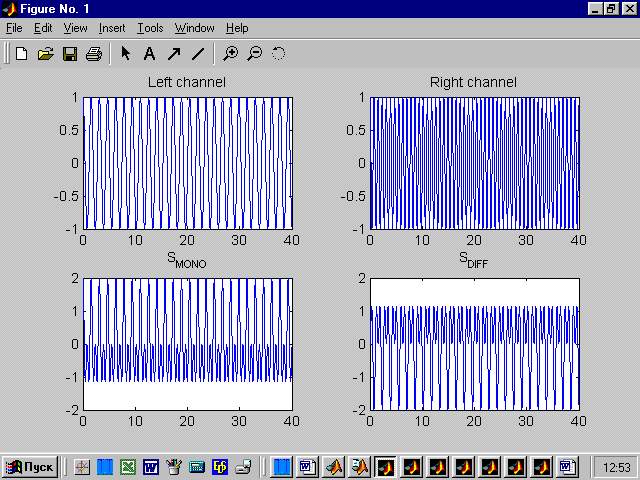 Figure No. 1
File Edit View Insert Tools Window Help
A
Left channel Right channel
1 1
0.5 0.5
0 0
-0.5 -0.5
-1 -1
0 10 20 30 40 0 10 20 30 40
SMONO SDIFF
2 2
1 1
0 0
-1 -1
-2 -2
0 10 20 30 40 0 10 20 30 40
Пуск 12:53